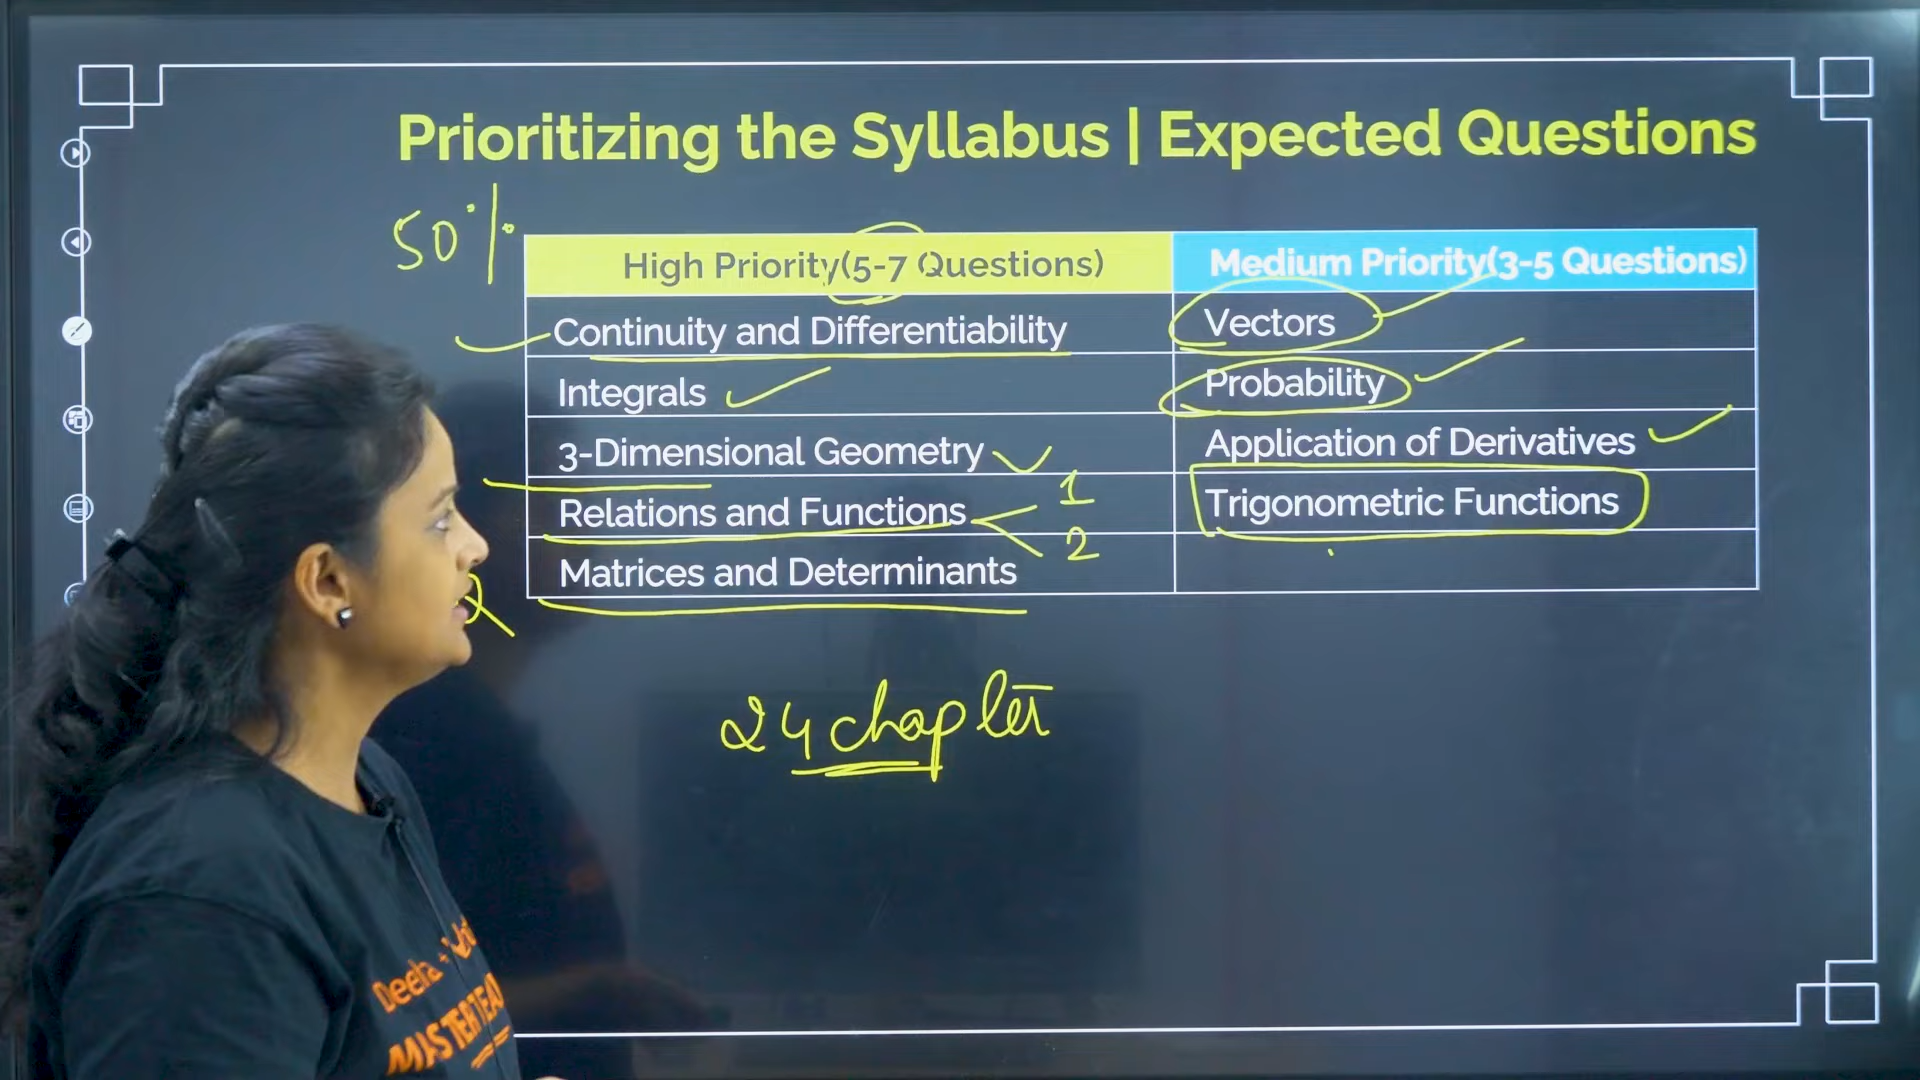 Prioritizing the Syllabus | Expected Questions
50%
High Priority(5-7 Questions)
Medium Priority(3-5 Questions)
Continuity and Differentiability
Vectors
Integrals
Probability
3-Dimensional Geometry
Application of Derivatives
1
Relations and Functions
Trigonometric Functions
2
Matrices and Determinants
24 chapter